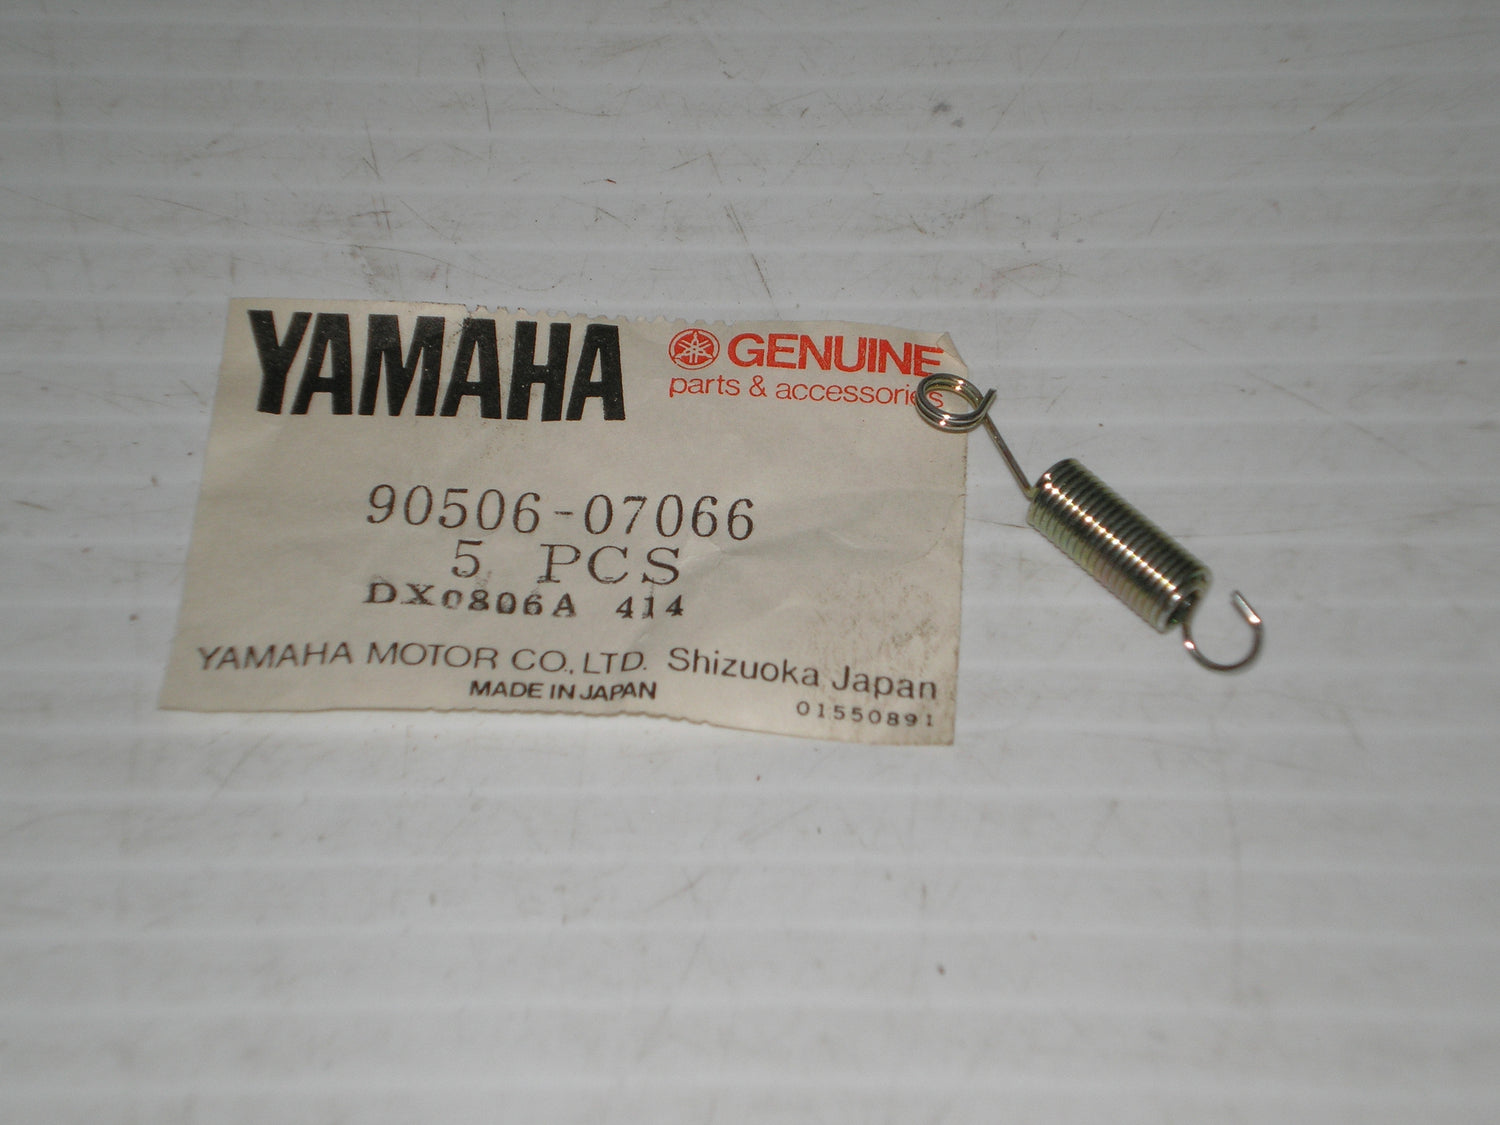 YAMAHA
GENUINE
parts & accessories
90506-07066
5 PCS
DX0806A 414
YAMAHA MOTOR CO., LTD. Shizuoka Japan
MADE IN JAPAN
01550891